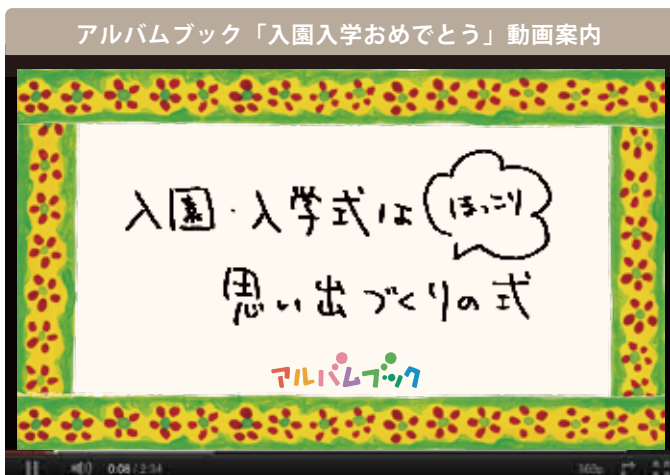 アルバムブック「入園入学おめでとう」動画案内
入園・入学式は ほっこり
思い出づくりの式
アルバムブック
0:08 / 2:34
360p